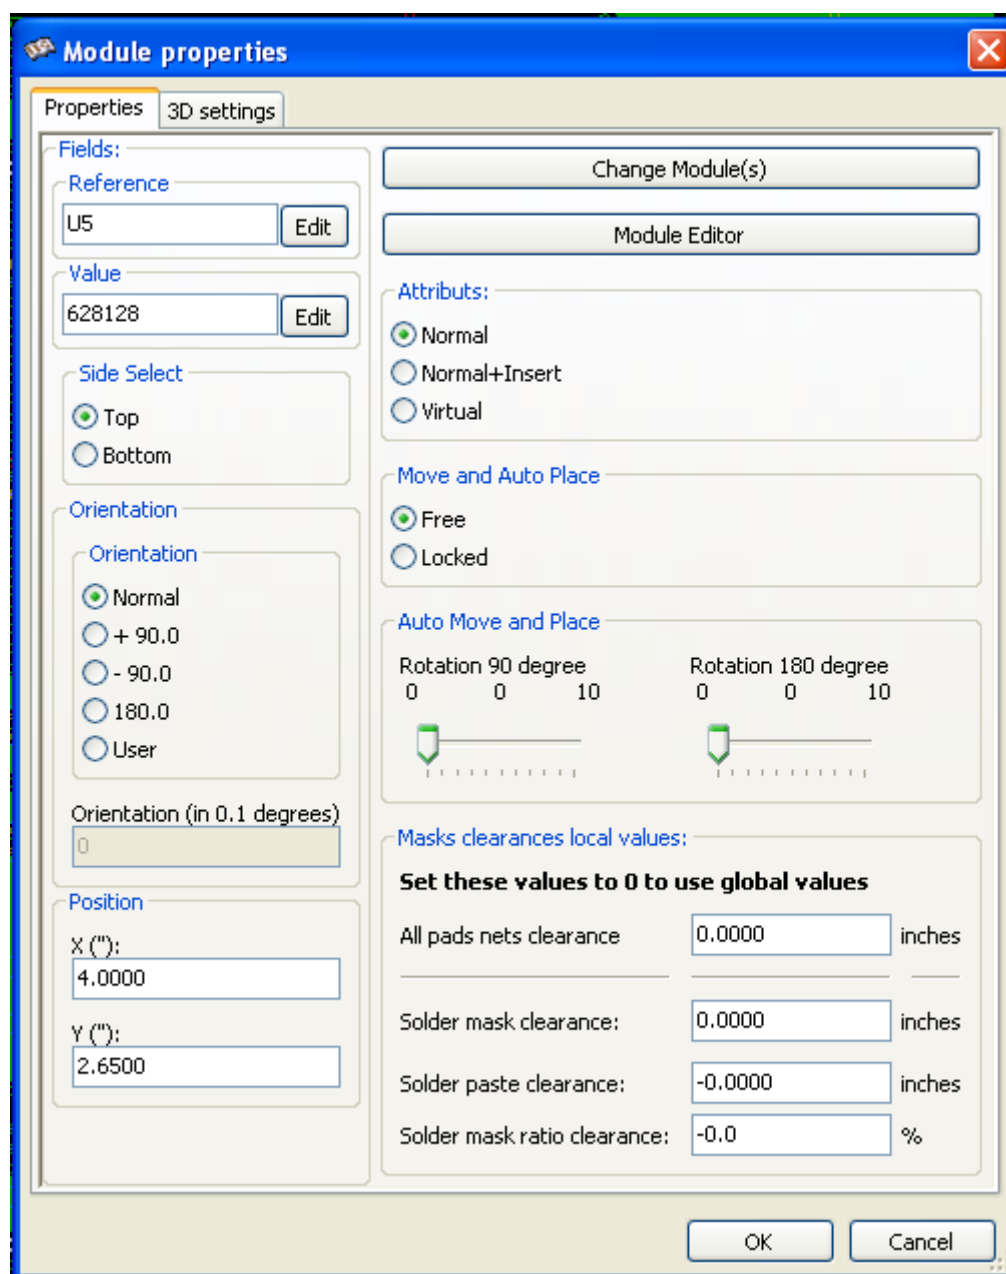 Module properties
Properties
3D settings
Fields:
Reference
U5
Edit
Value
628128
Edit
Side Select
Top
Bottom
Orientation
Orientation
Normal
+ 90.0
- 90.0
180.0
User
Orientation (in 0.1 degrees)
0
Position
X ("):
4.0000
Y ("):
2.6500
Change Module(s)
Module Editor
Attributs:
Normal
Normal+Insert
Virtual
Move and Auto Place
Free
Locked
Auto Move and Place
Rotation 90 degree
0 0 10
Rotation 180 degree
0 0 10
Masks clearances local values:
Set these values to 0 to use global values
All pads nets clearance 0.0000 inches
Solder mask clearance: 0.0000 inches
Solder paste clearance: -0.0000 inches
Solder mask ratio clearance: -0.0 %
OK
Cancel